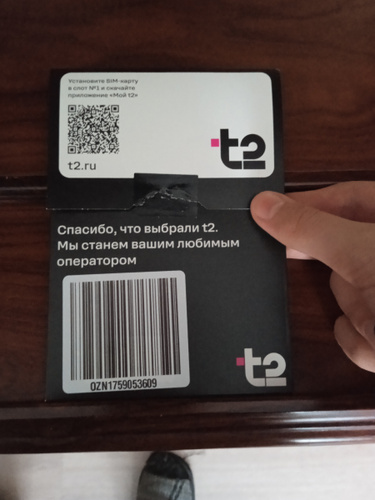 Установите SIM-карту
в слот №1 и скачайте
приложение «Мой t2»
t2.ru
t2
Спасибо, что выбрали t2.
Мы станем вашим любимым
оператором
OZN1759053609
t2